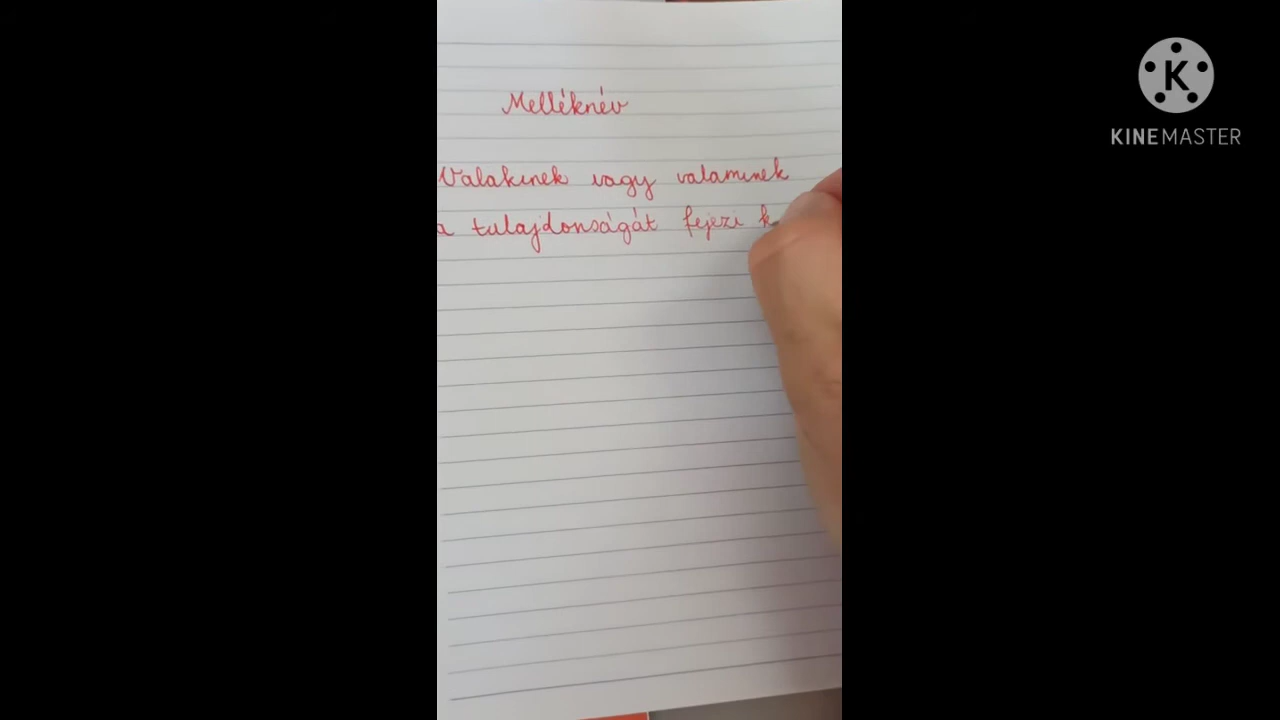 Melléknév
Valakinek vagy valaminek
a tulajdonságát fejezi k
K
KINEMASTER